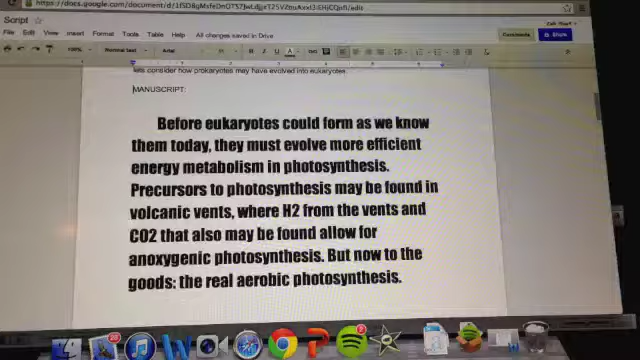 Script
File Edit View Insert Format Tools Table Help All changes saved in Drive
Comments Share
100% Normal text Arial B I U A
lets consider how prokaryotes may have evolved into eukaryotes.
MANUSCRIPT:
Before eukaryotes could form as we know
them today, they must evolve more efficient
energy metabolism in photosynthesis.
Precursors to photosynthesis may be found in
volcanic vents, where H2 from the vents and
CO2 that also may be found allow for
anoxygenic photosynthesis. But now to the
goods: the real aerobic photosynthesis.